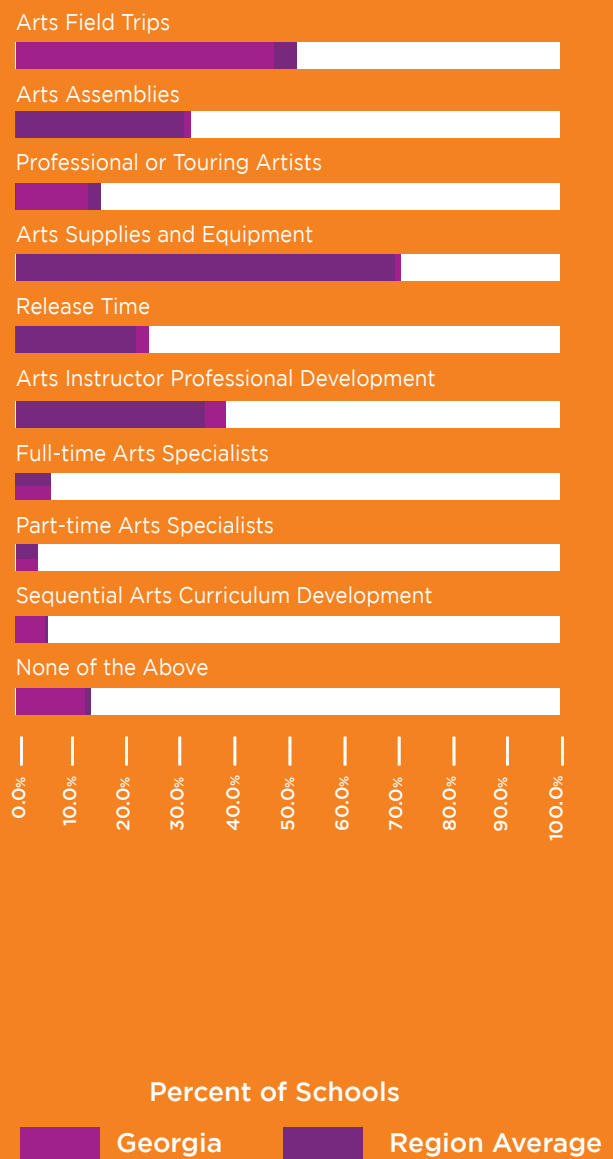 Arts Field Trips
Arts Assemblies
Professional or Touring Artists
Arts Supplies and Equipment
Release Time
Arts Instructor Professional Development
Full-time Arts Specialists
Part-time Arts Specialists
Sequential Arts Curriculum Development
None of the Above
0.0% 10.0% 20.0% 30.0% 40.0% 50.0% 60.0% 70.0% 80.0% 90.0% 100.0%
Percent of Schools
Georgia Region Average